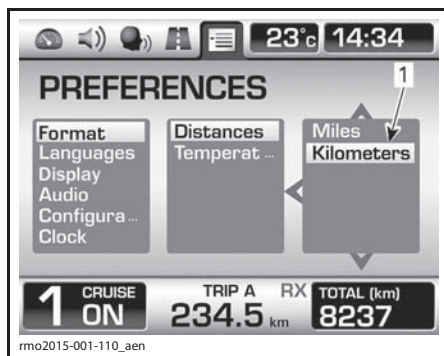 23°c 14:34
PREFERENCES
1
Format
Languages
Display
Audio
Configura ...
Clock
Distances
Temperat ...
Miles
Kilometers
1 CRUISE ON
TRIP A RX
234.5 km
TOTAL (km)
8237
rmo2015-001-110_aen